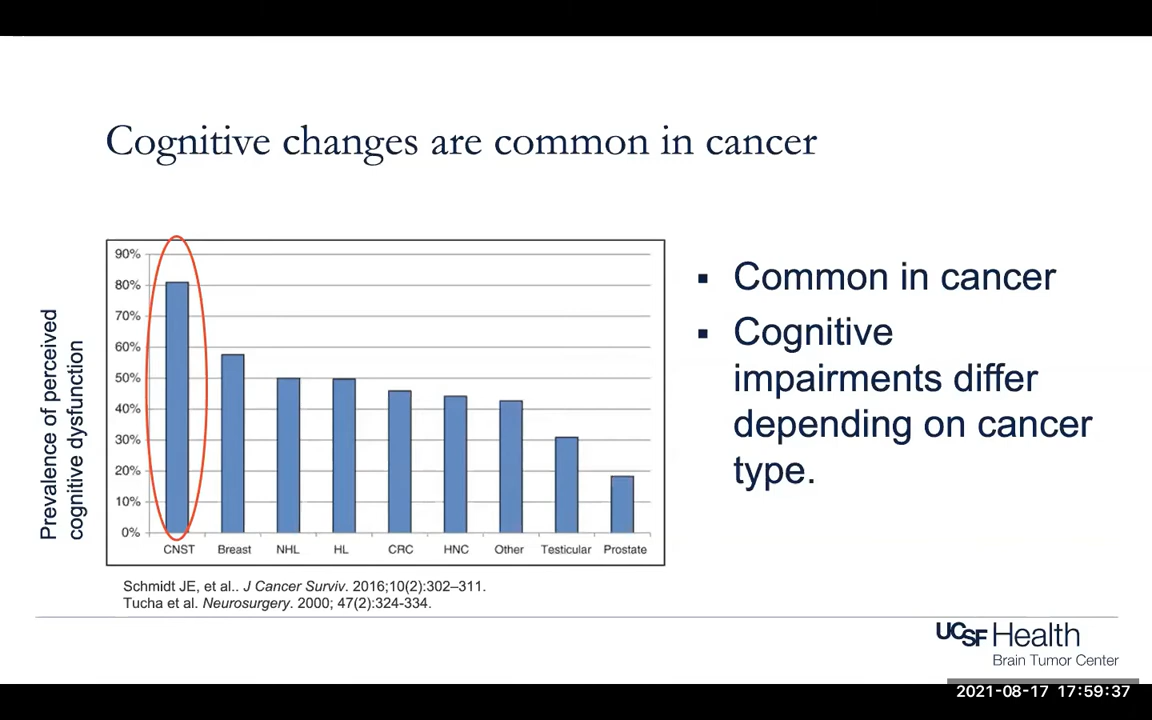 Cognitive changes are common in cancer
Prevalence of perceived
cognitive dysfunction
90%
80%
70%
60%
50%
40%
30%
20%
10%
0%
CNST Breast NHL HL CRC HNC Other Testicular Prostate
▪ Common in cancer
▪ Cognitive
impairments differ
depending on cancer
type.
Schmidt JE, et al.. J Cancer Surviv. 2016;10(2):302–311.
Tucha et al. Neurosurgery. 2000; 47(2):324-334.
UCSF Health
Brain Tumor Center
2021-08-17 17:59:37